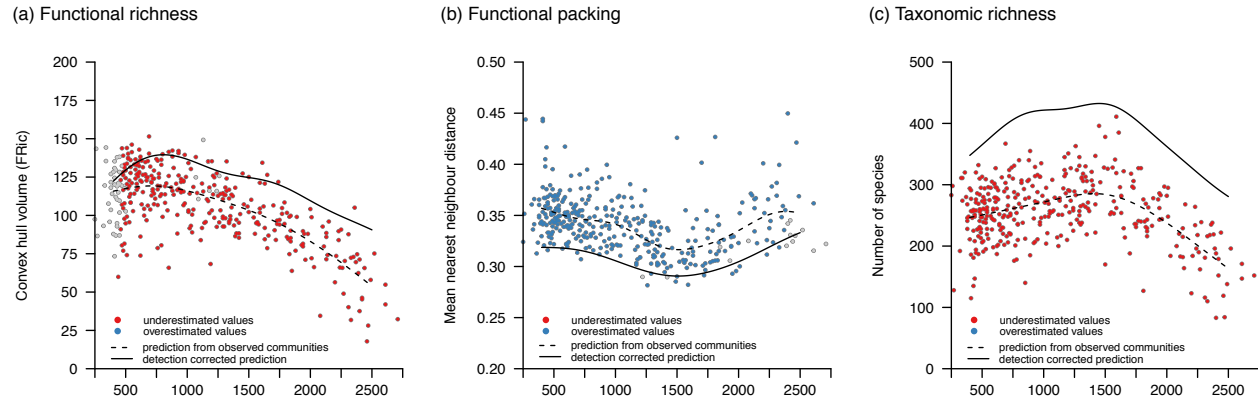 (a) Functional richness
(b) Functional packing
(c) Taxonomic richness
Convex hull volume (FRic)
200
175
150
125
100
75
50
25
0
underestimated values
overestimated values
prediction from observed communities
detection corrected prediction
500
1000
1500
2000
2500
Mean nearest neighbour distance
0.50
0.45
0.40
0.35
0.30
0.25
0.20
underestimated values
overestimated values
prediction from observed communities
detection corrected prediction
500
1000
1500
2000
2500
Number of species
500
400
300
200
100
0
underestimated values
overestimated values
prediction from observed communities
detection corrected prediction
500
1000
1500
2000
2500